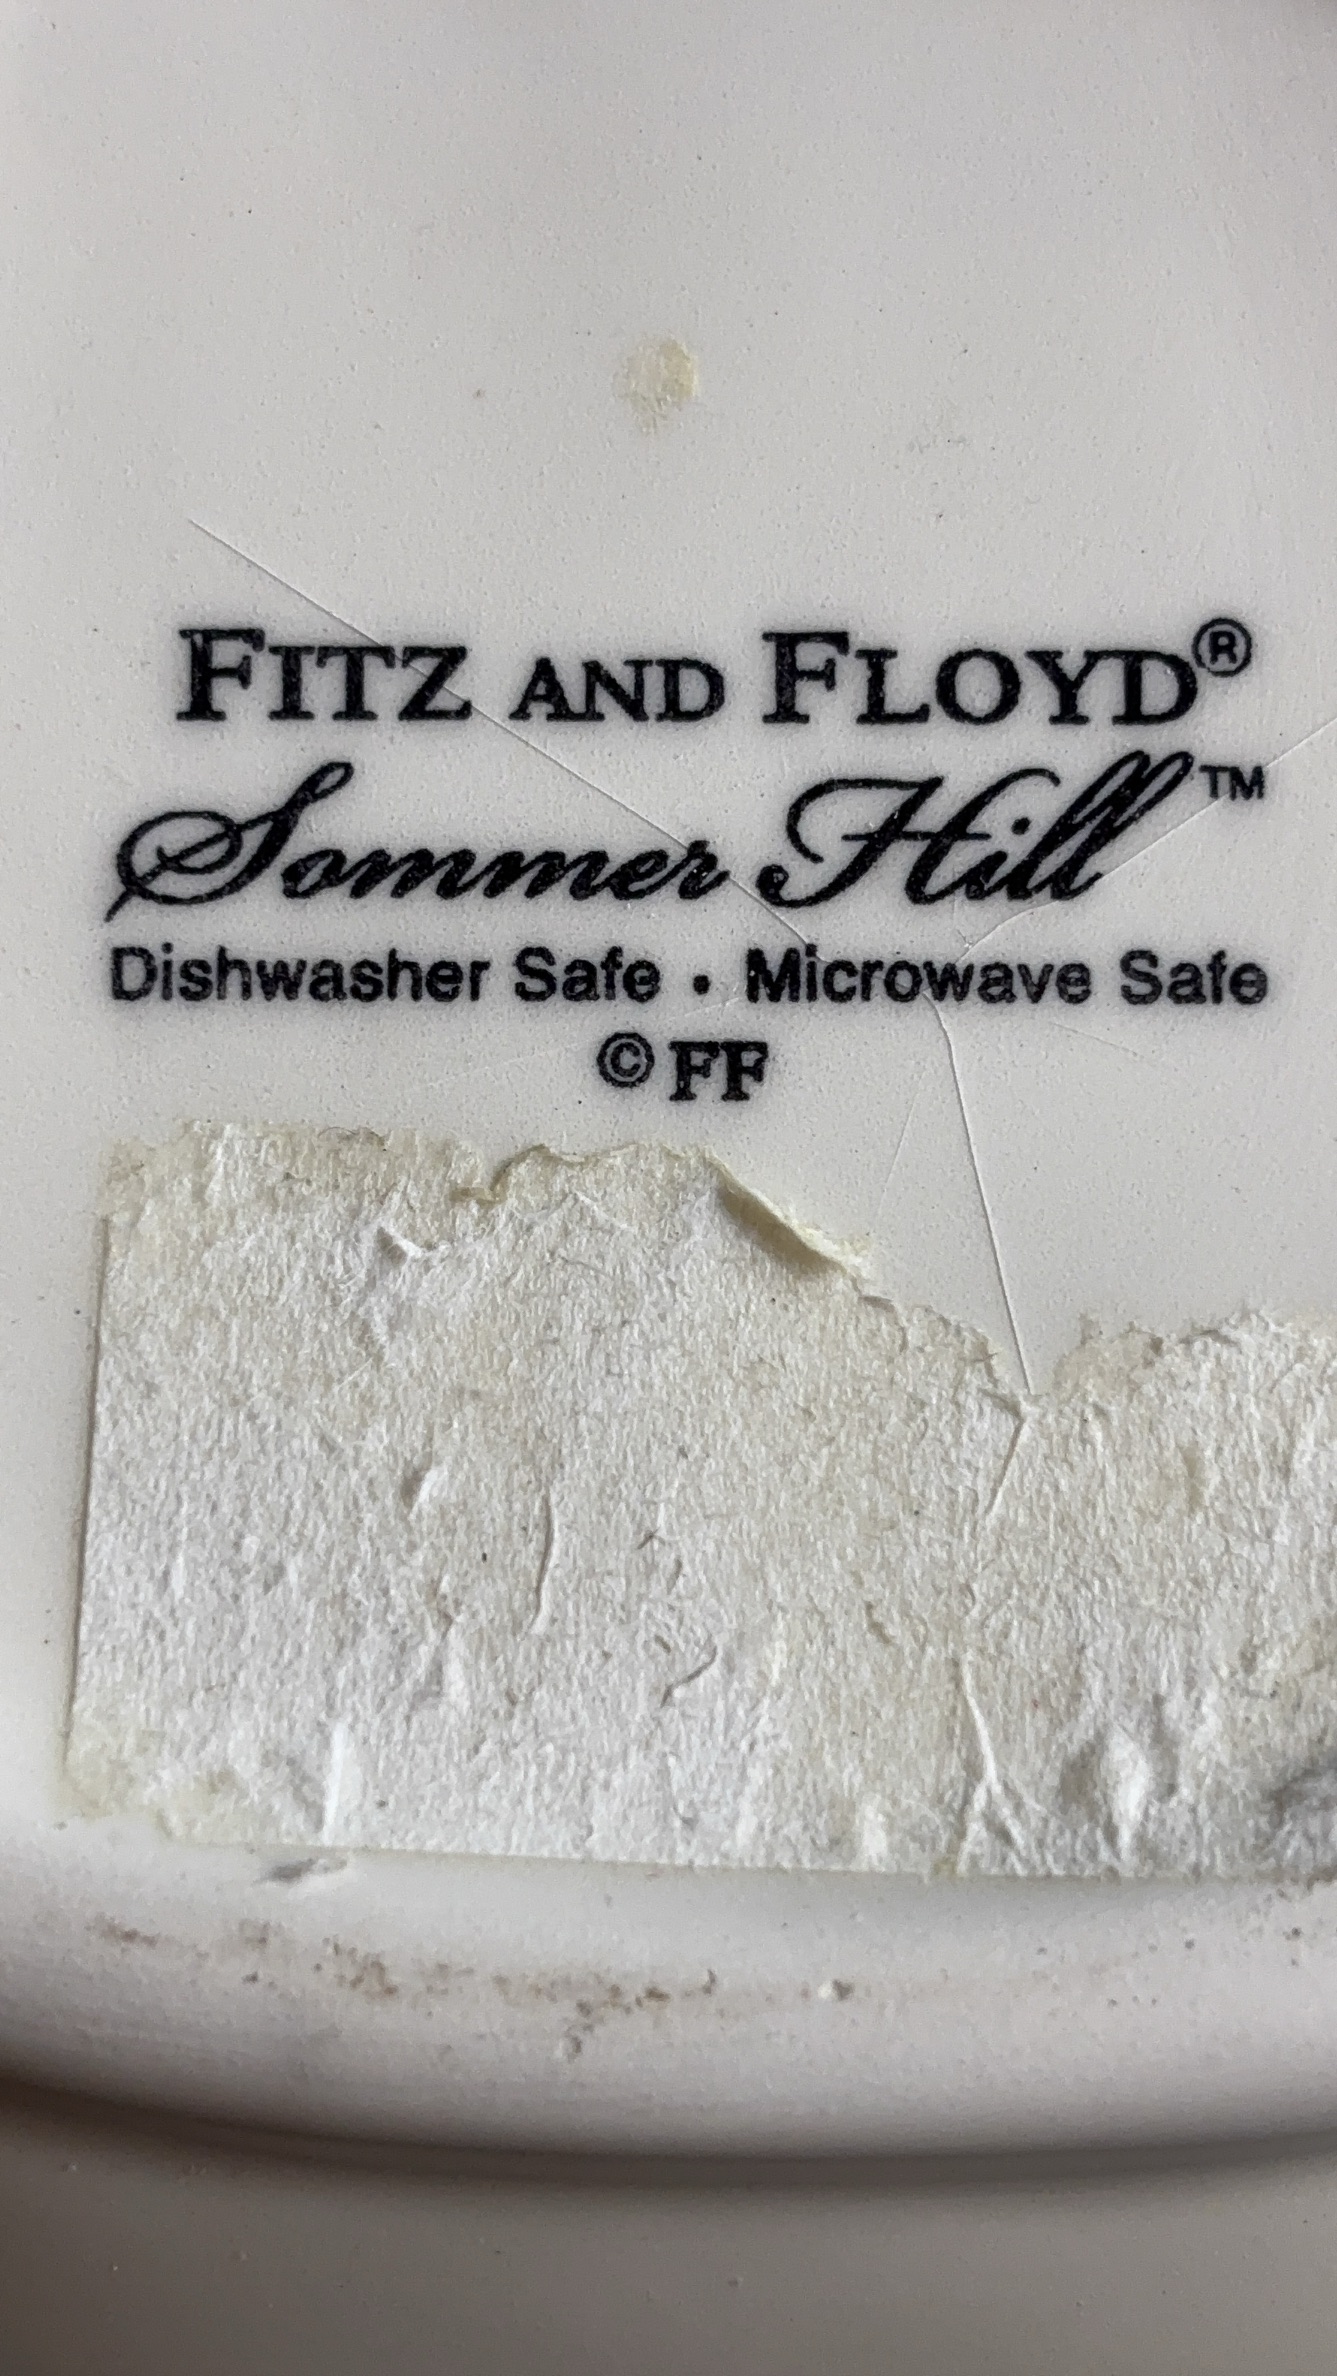 FITZ AND FLOYD®
Sommer Hill™
Dishwasher Safe • Microwave Safe
© FF